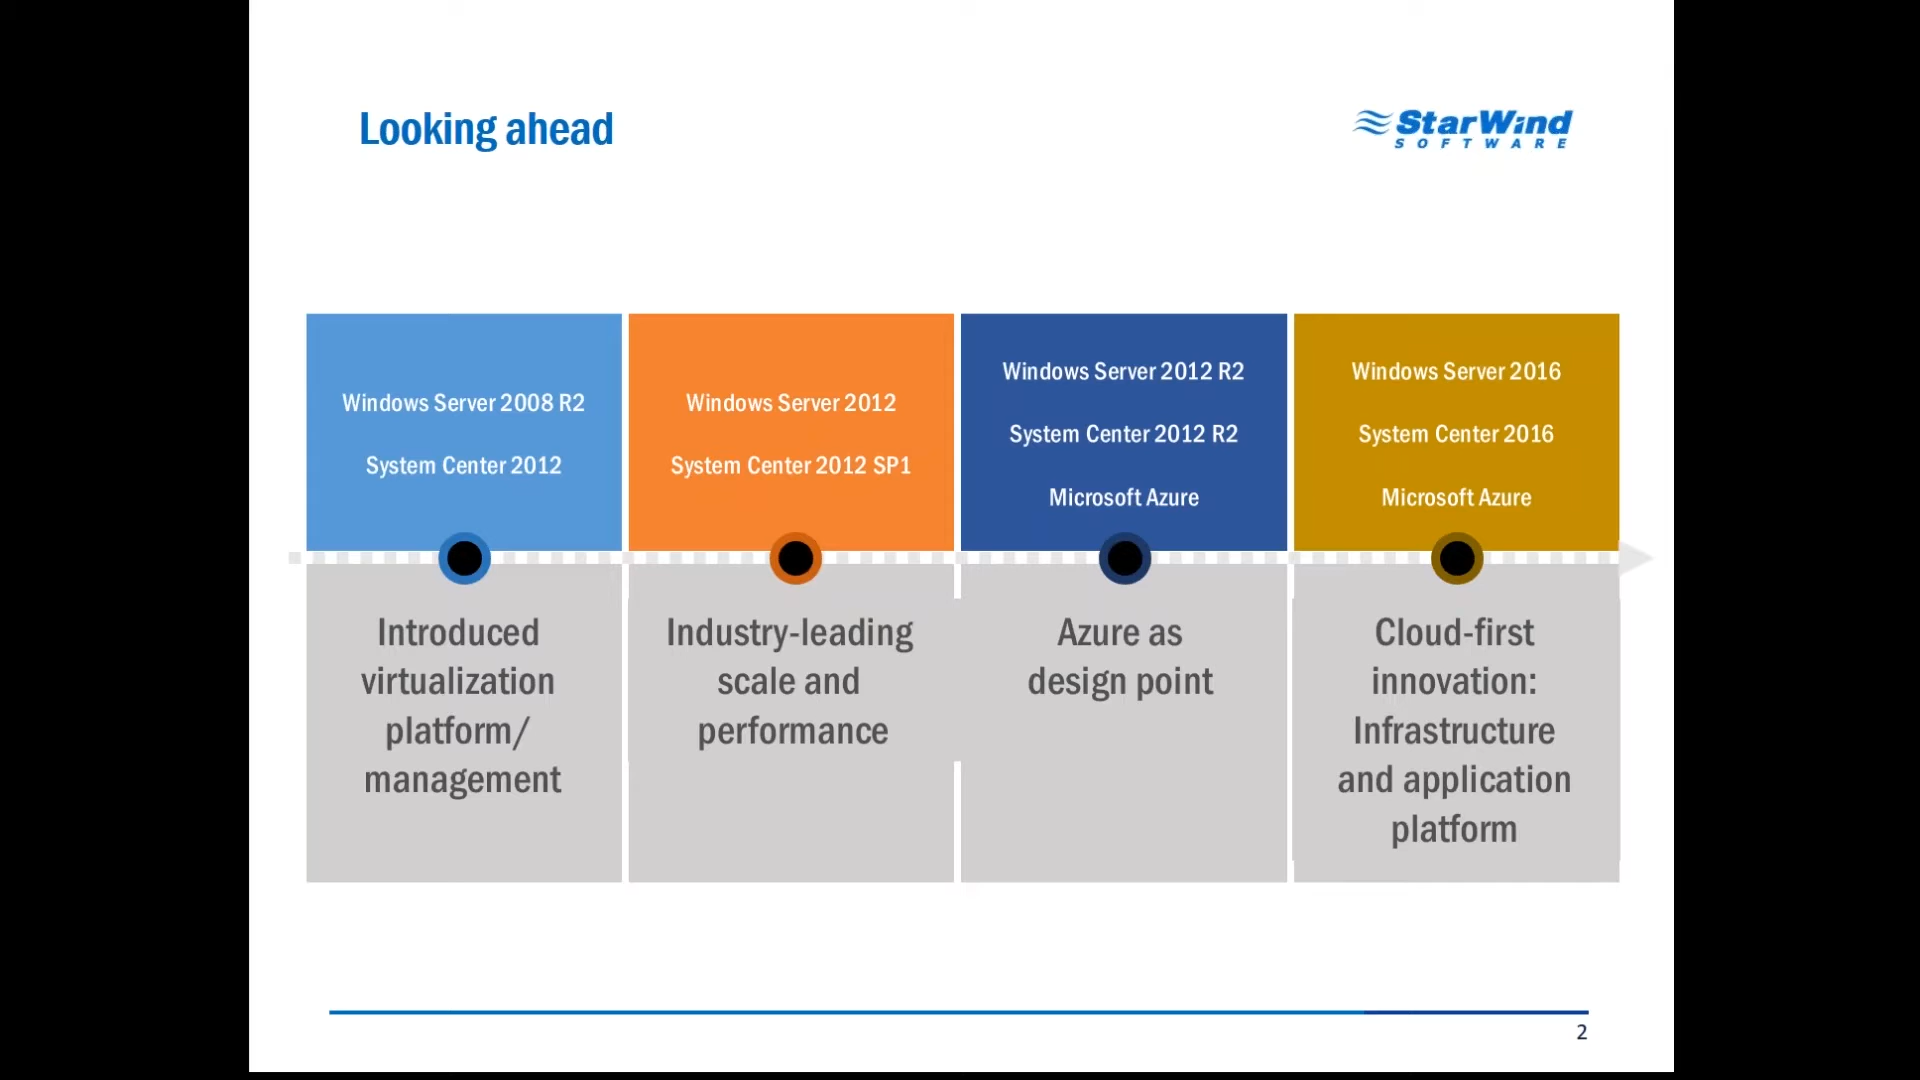 Looking ahead
StarWind
SOFTWARE
Windows Server 2008 R2
System Center 2012
Windows Server 2012
System Center 2012 SP1
Windows Server 2012 R2
System Center 2012 R2
Microsoft Azure
Windows Server 2016
System Center 2016
Microsoft Azure
Introduced
virtualization
platform/
management
Industry-leading
scale and
performance
Azure as
design point
Cloud-first
innovation:
Infrastructure
and application
platform
2